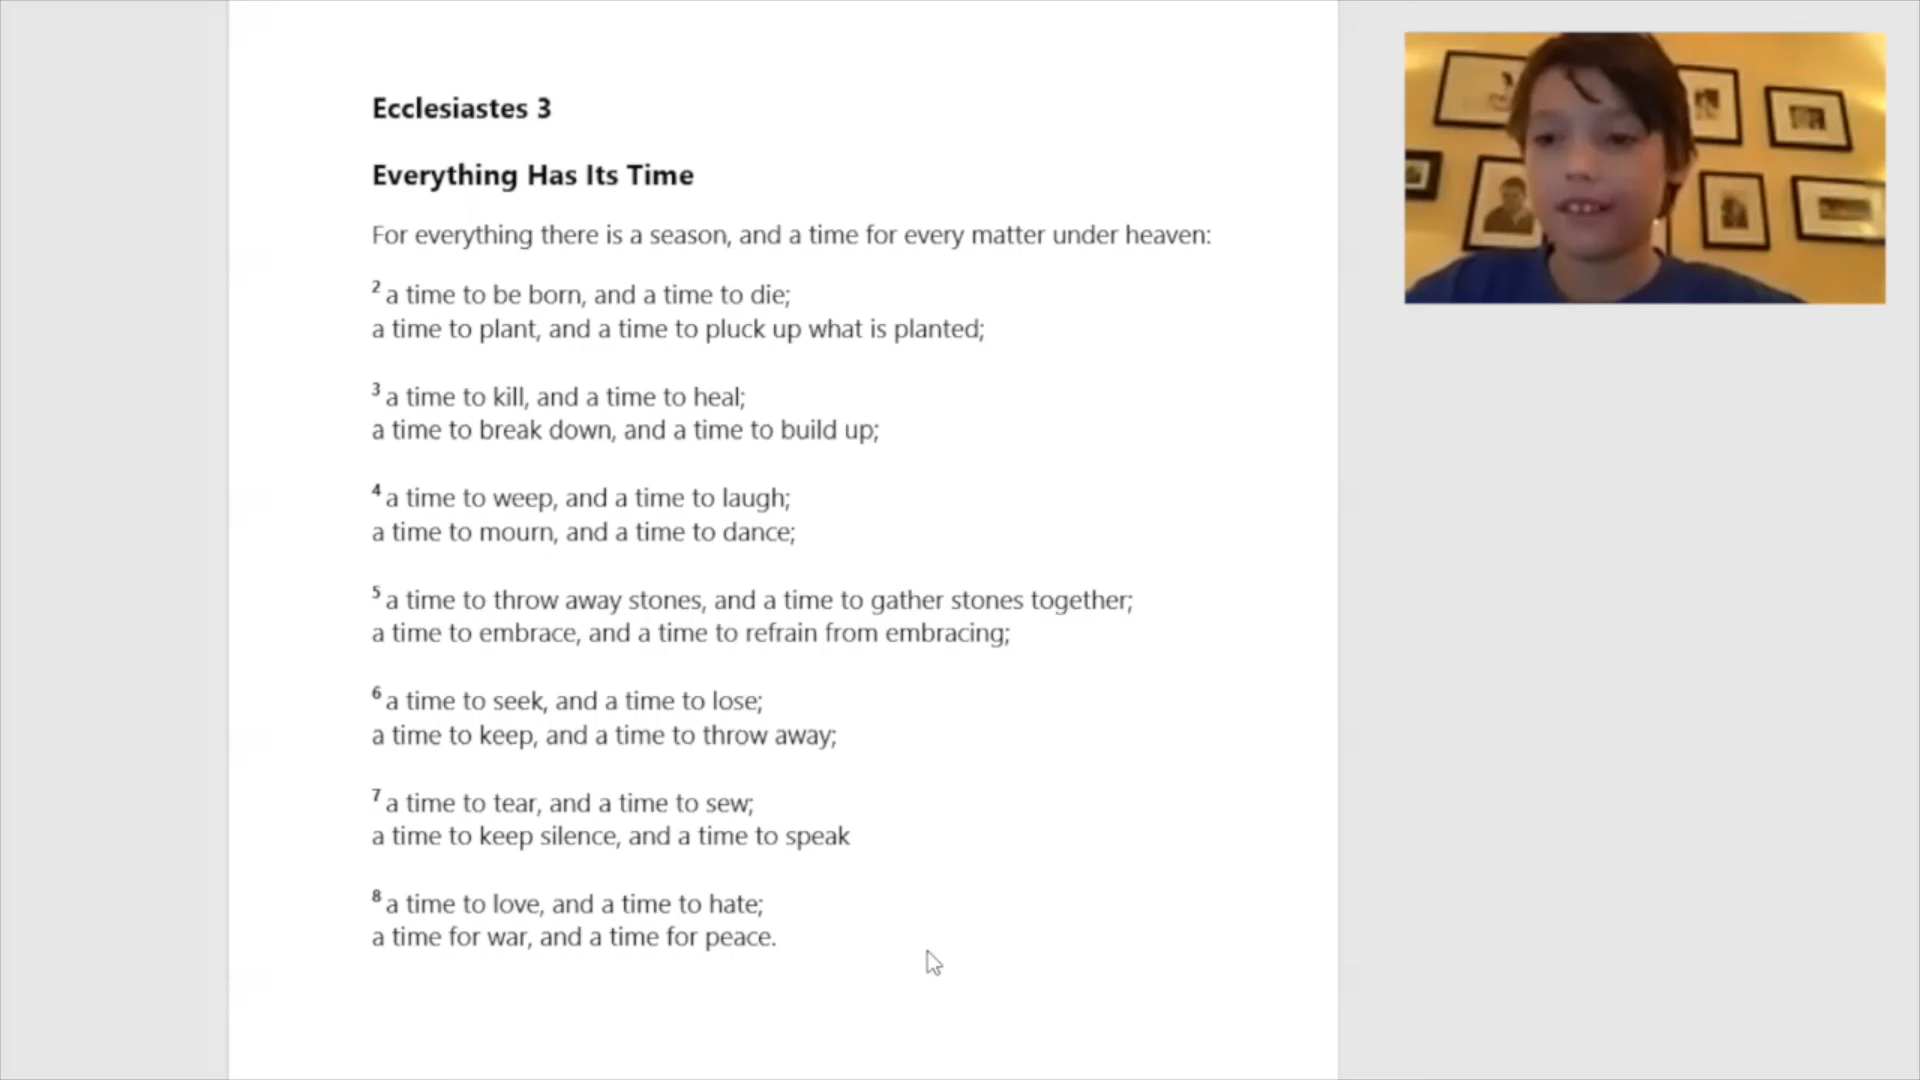 Ecclesiastes 3
Everything Has Its Time
For everything there is a season, and a time for every matter under heaven:
2 a time to be born, and a time to die;
a time to plant, and a time to pluck up what is planted;
3 a time to kill, and a time to heal;
a time to break down, and a time to build up;
4 a time to weep, and a time to laugh;
a time to mourn, and a time to dance;
5 a time to throw away stones, and a time to gather stones together;
a time to embrace, and a time to refrain from embracing;
6 a time to seek, and a time to lose;
a time to keep, and a time to throw away;
7 a time to tear, and a time to sew;
a time to keep silence, and a time to speak
8 a time to love, and a time to hate;
a time for war, and a time for peace.